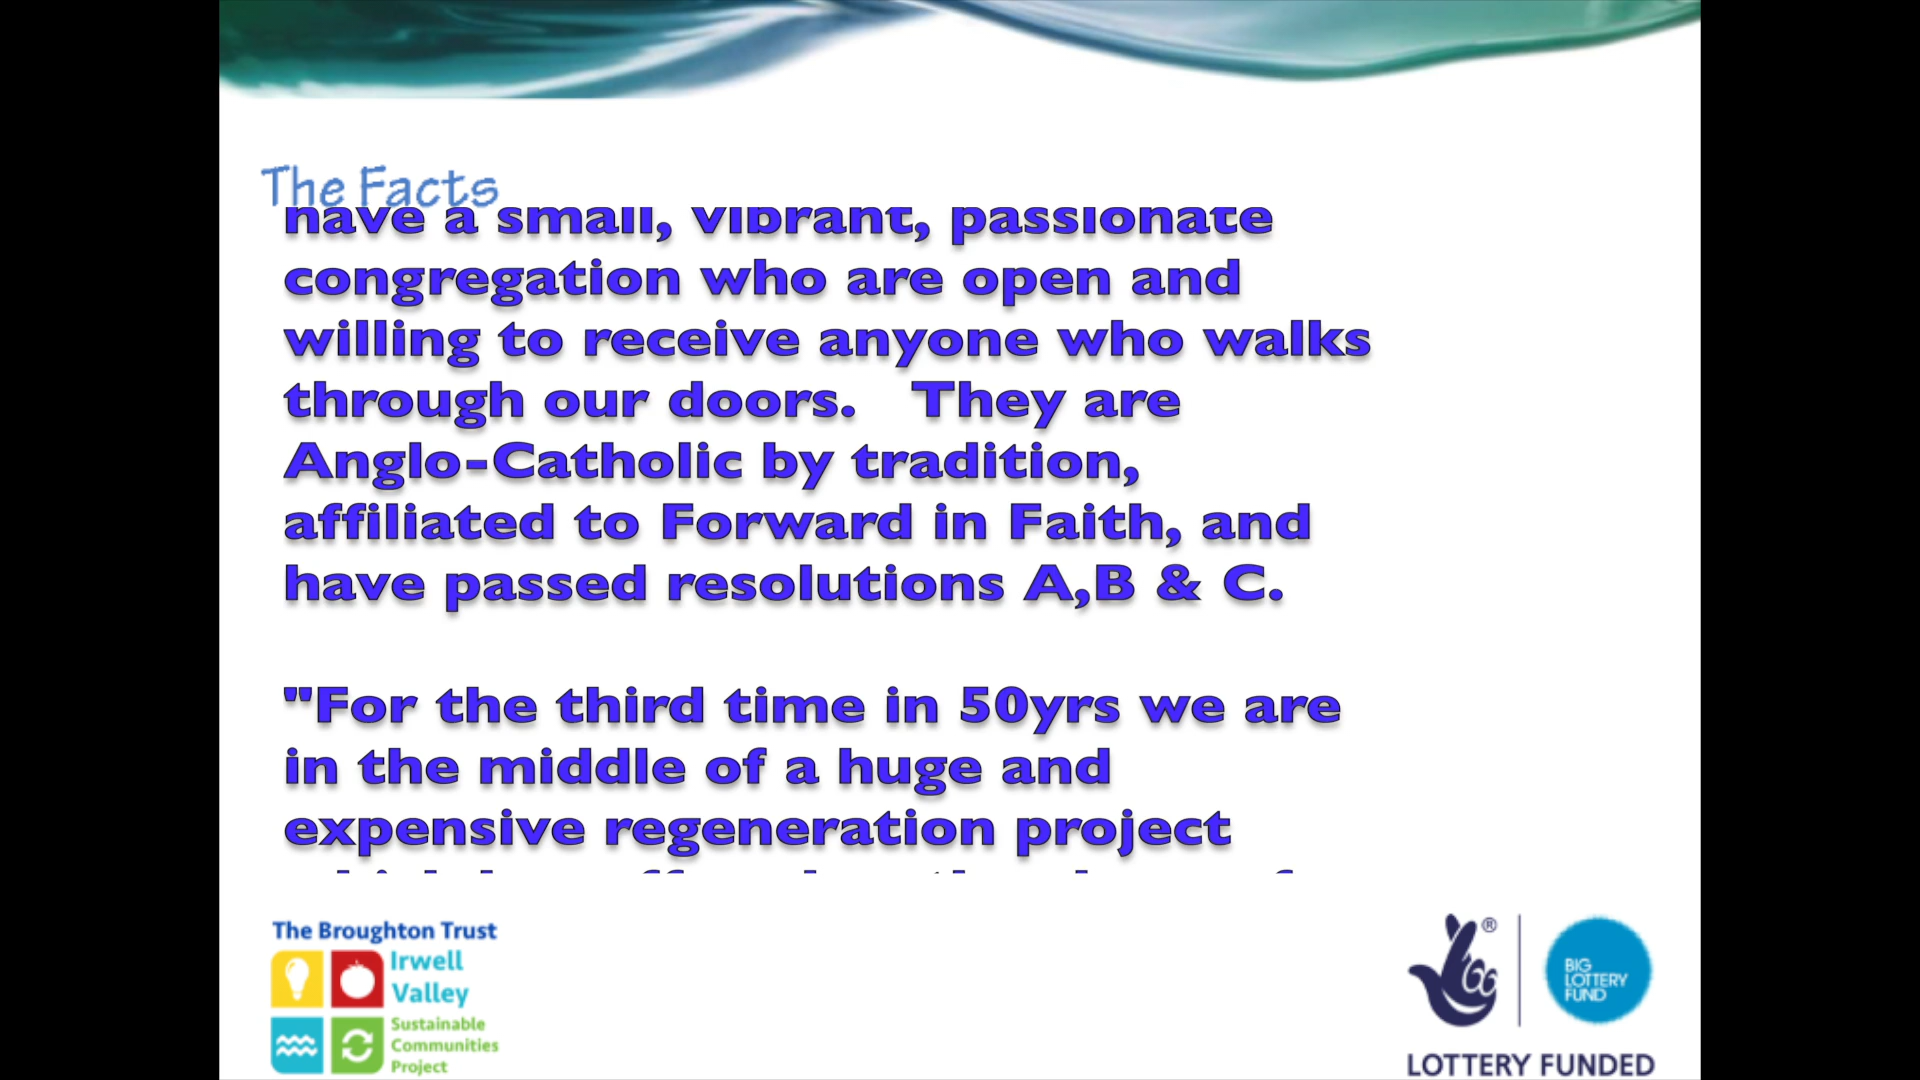 The Facts
have a small, vibrant, passionate
congregation who are open and
willing to receive anyone who walks
through our doors. They are
Anglo-Catholic by tradition,
affiliated to Forward in Faith, and
have passed resolutions A,B & C.
"For the third time in 50yrs we are
in the middle of a huge and
expensive regeneration project
The Broughton Trust
Irwell
Valley
Sustainable
Communities
Project
®
BIG
LOTTERY
FUND
LOTTERY FUNDED